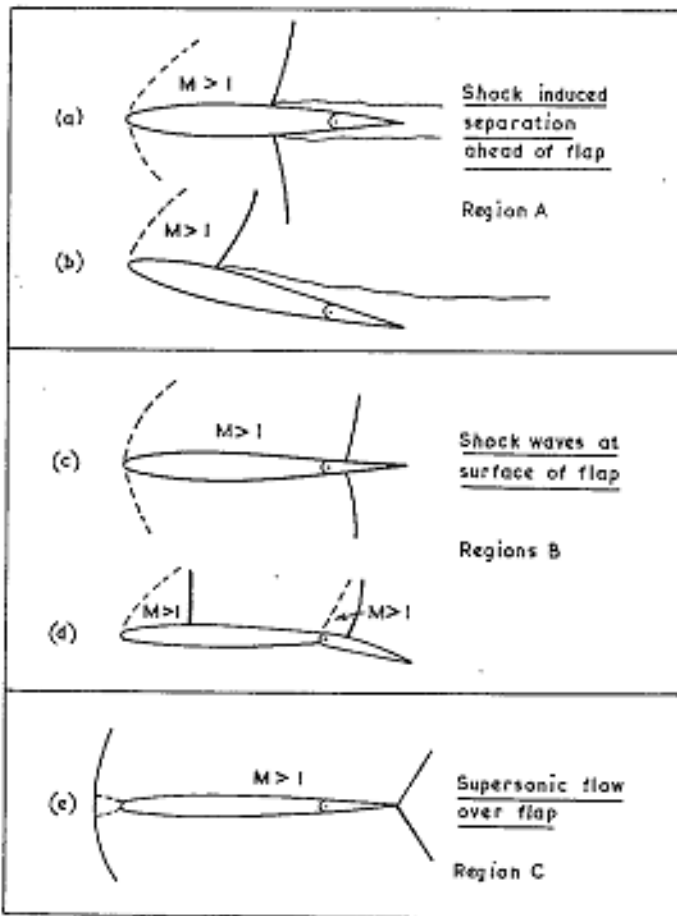 (a)
M > 1
Shock induced
separation
ahead of flap
Region A
(b)
M > 1
(c)
M > 1
Shock waves at
surface of flap
Regions B
(d)
M > 1
M > 1
(e)
M > 1
Supersonic flow
over flap
Region C